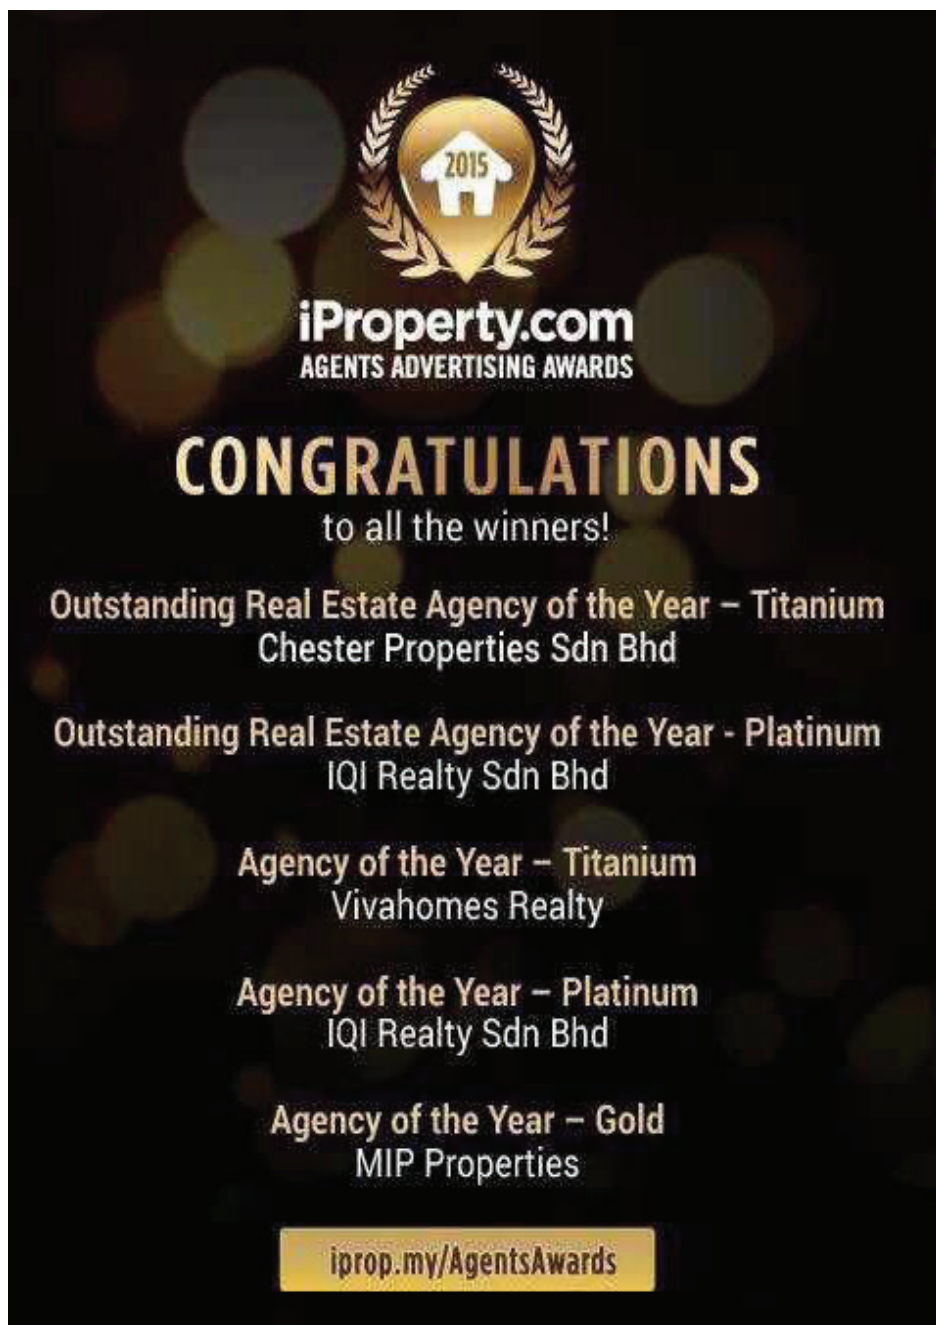 2015
iProperty.com
AGENTS ADVERTISING AWARDS
CONGRATULATIONS
to all the winners!
Outstanding Real Estate Agency of the Year – Titanium
Chester Properties Sdn Bhd
Outstanding Real Estate Agency of the Year - Platinum
IQI Realty Sdn Bhd
Agency of the Year – Titanium
Vivahomes Realty
Agency of the Year – Platinum
IQI Realty Sdn Bhd
Agency of the Year – Gold
MIP Properties
iprop.my/AgentsAwards